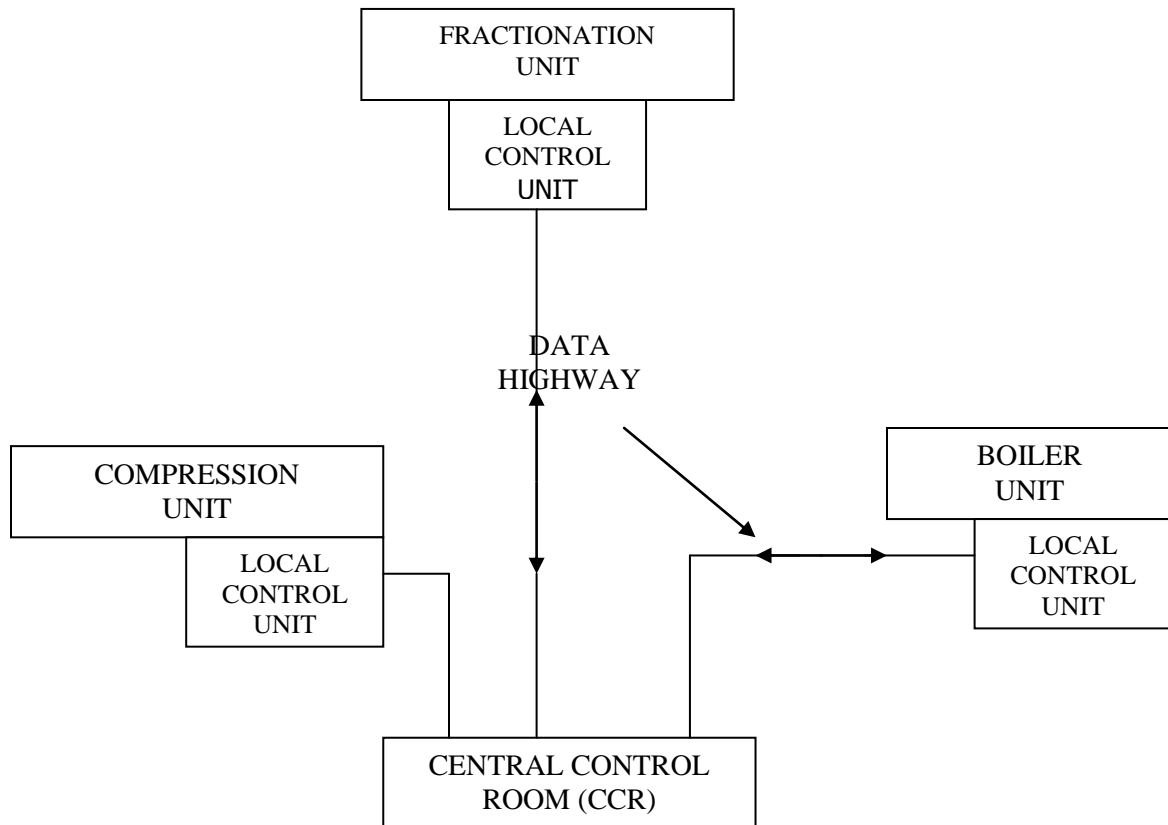 FRACTIONATION
UNIT
LOCAL
CONTROL
UNIT
DATA
HIGHWAY
COMPRESSION
UNIT
LOCAL
CONTROL
UNIT
BOILER
UNIT
LOCAL
CONTROL
UNIT
CENTRAL CONTROL
ROOM (CCR)